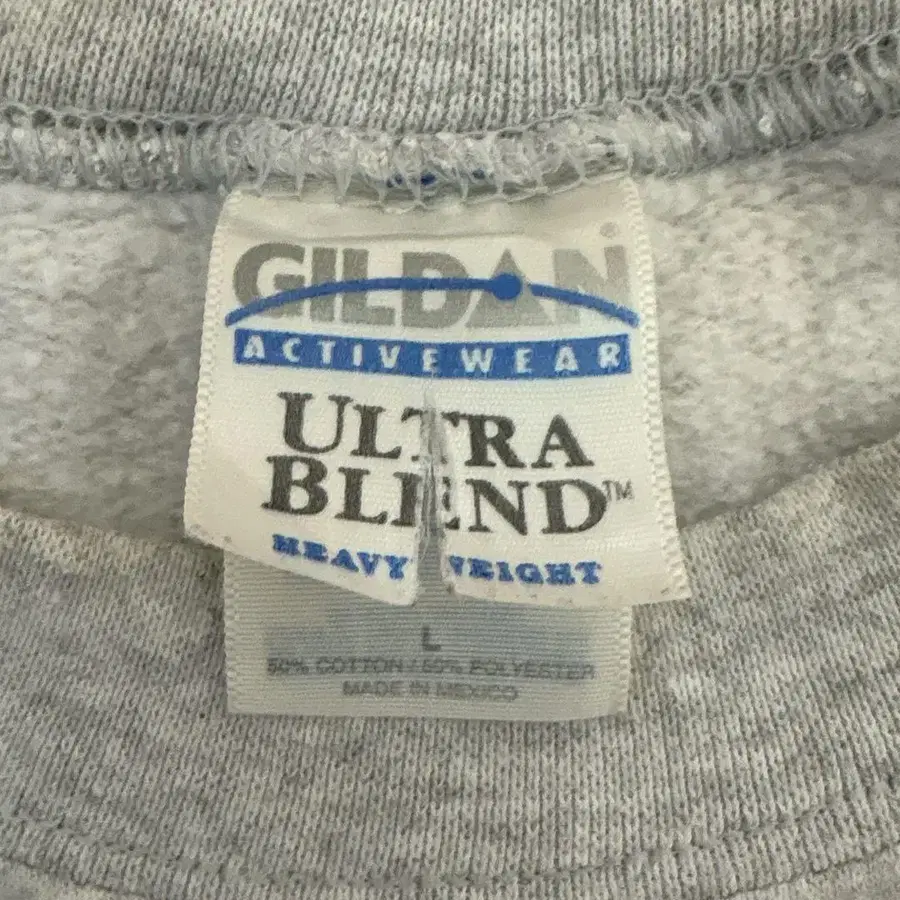 GILDAN®
ACTIVEWEAR
ULTRA
BLEND™
HEAVY WEIGHT
L
50% COTTON / 50% POLYESTER
MADE IN MEXICO